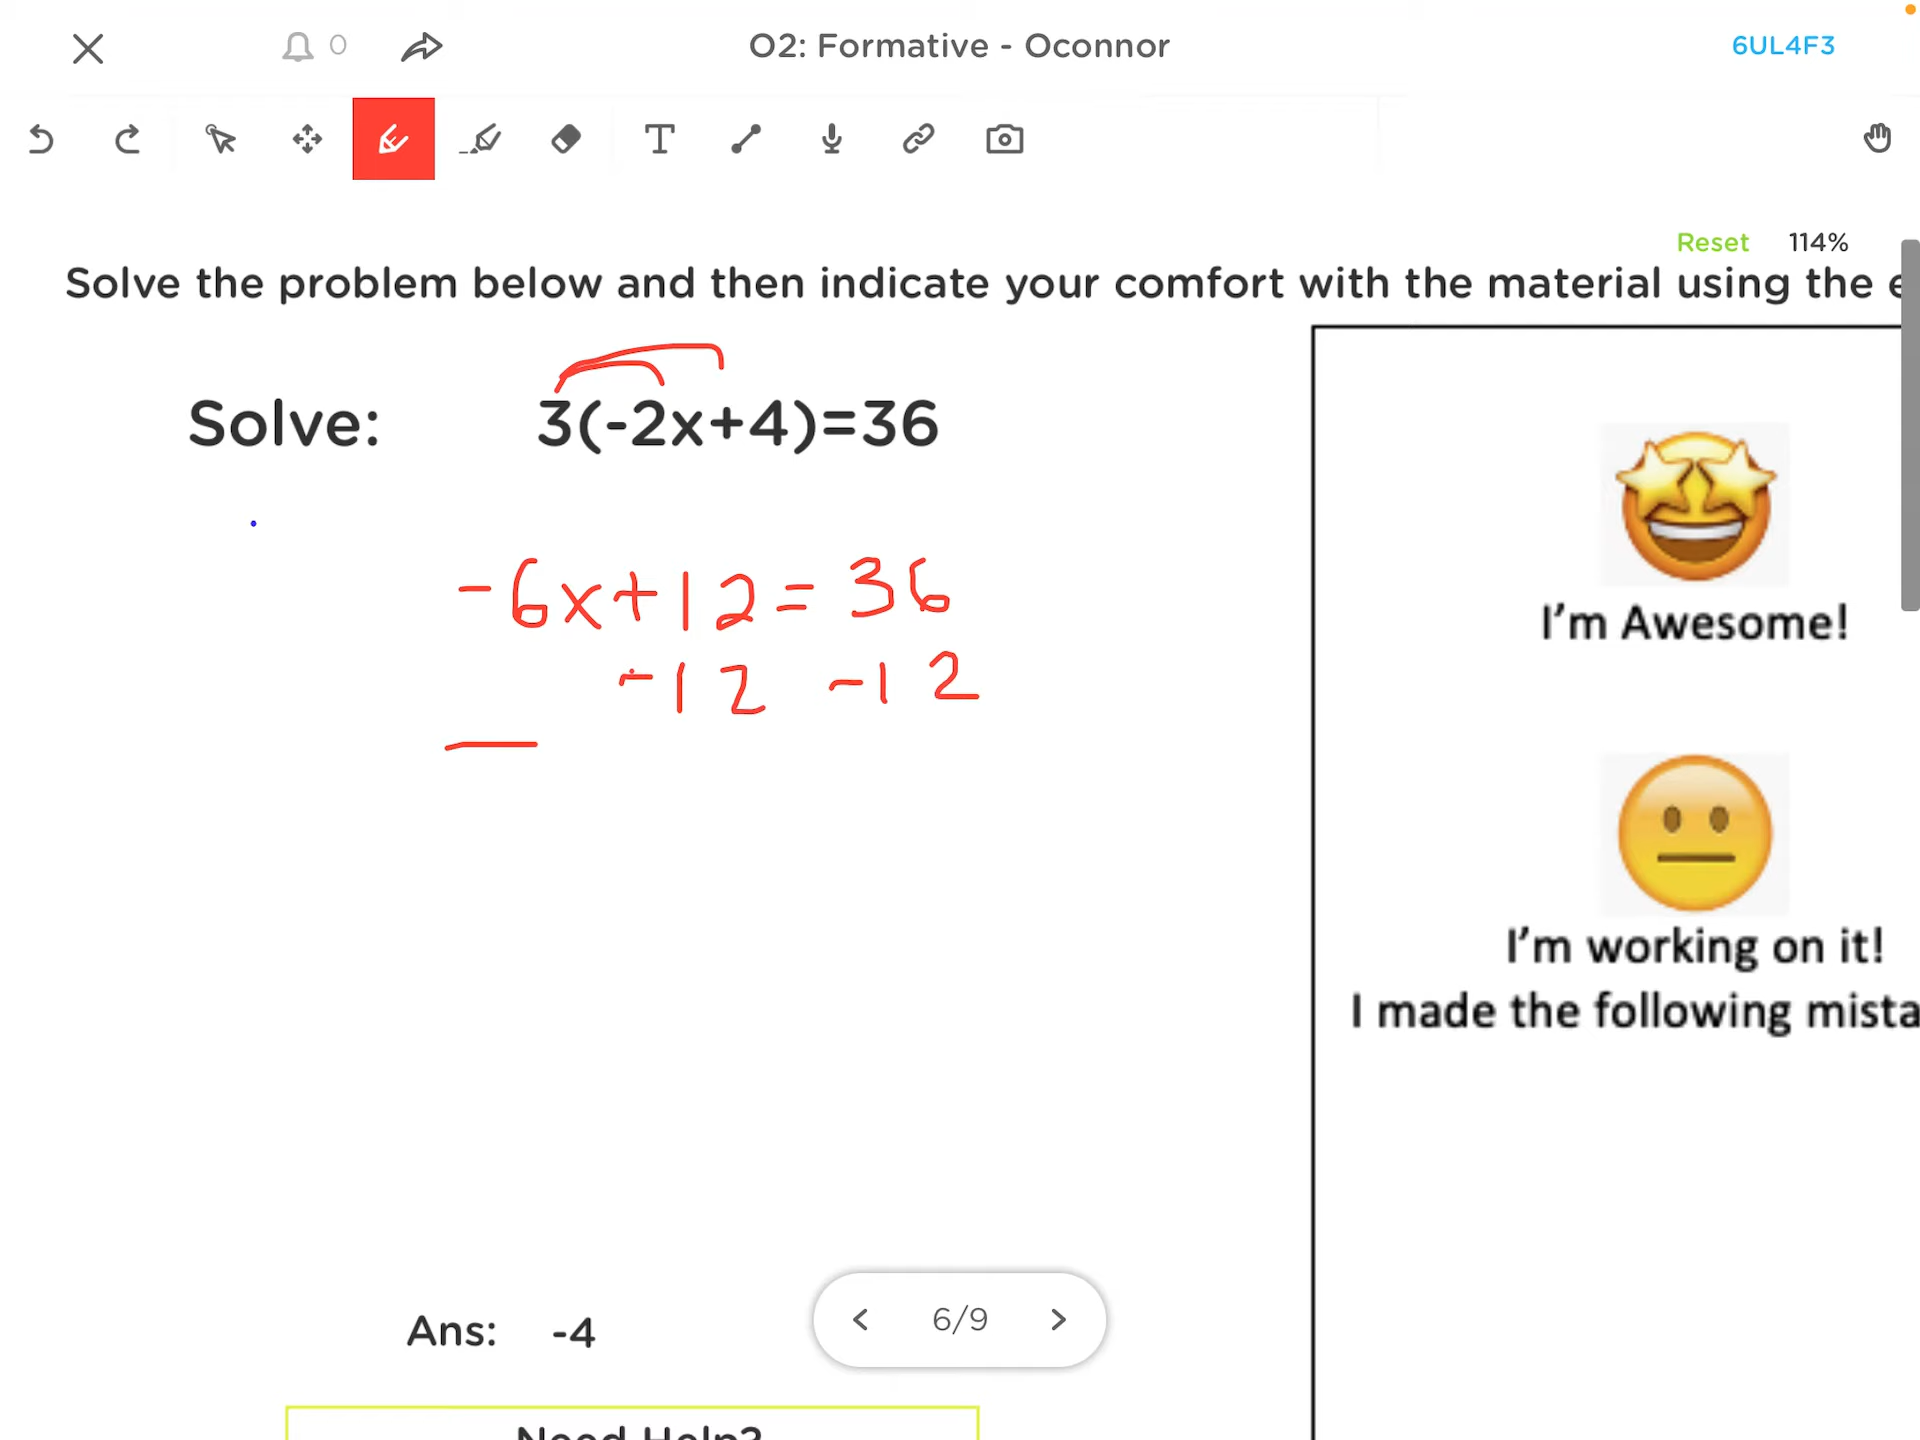 0
O2: Formative - Oconnor
6UL4F3
Reset 114%
Solve the problem below and then indicate your comfort with the material using the
Solve: 3(-2x+4)=36
-6x+12=36
-12 -12
I'm Awesome!
I'm working on it!
I made the following
6/9
Ans: -4
Need Help?